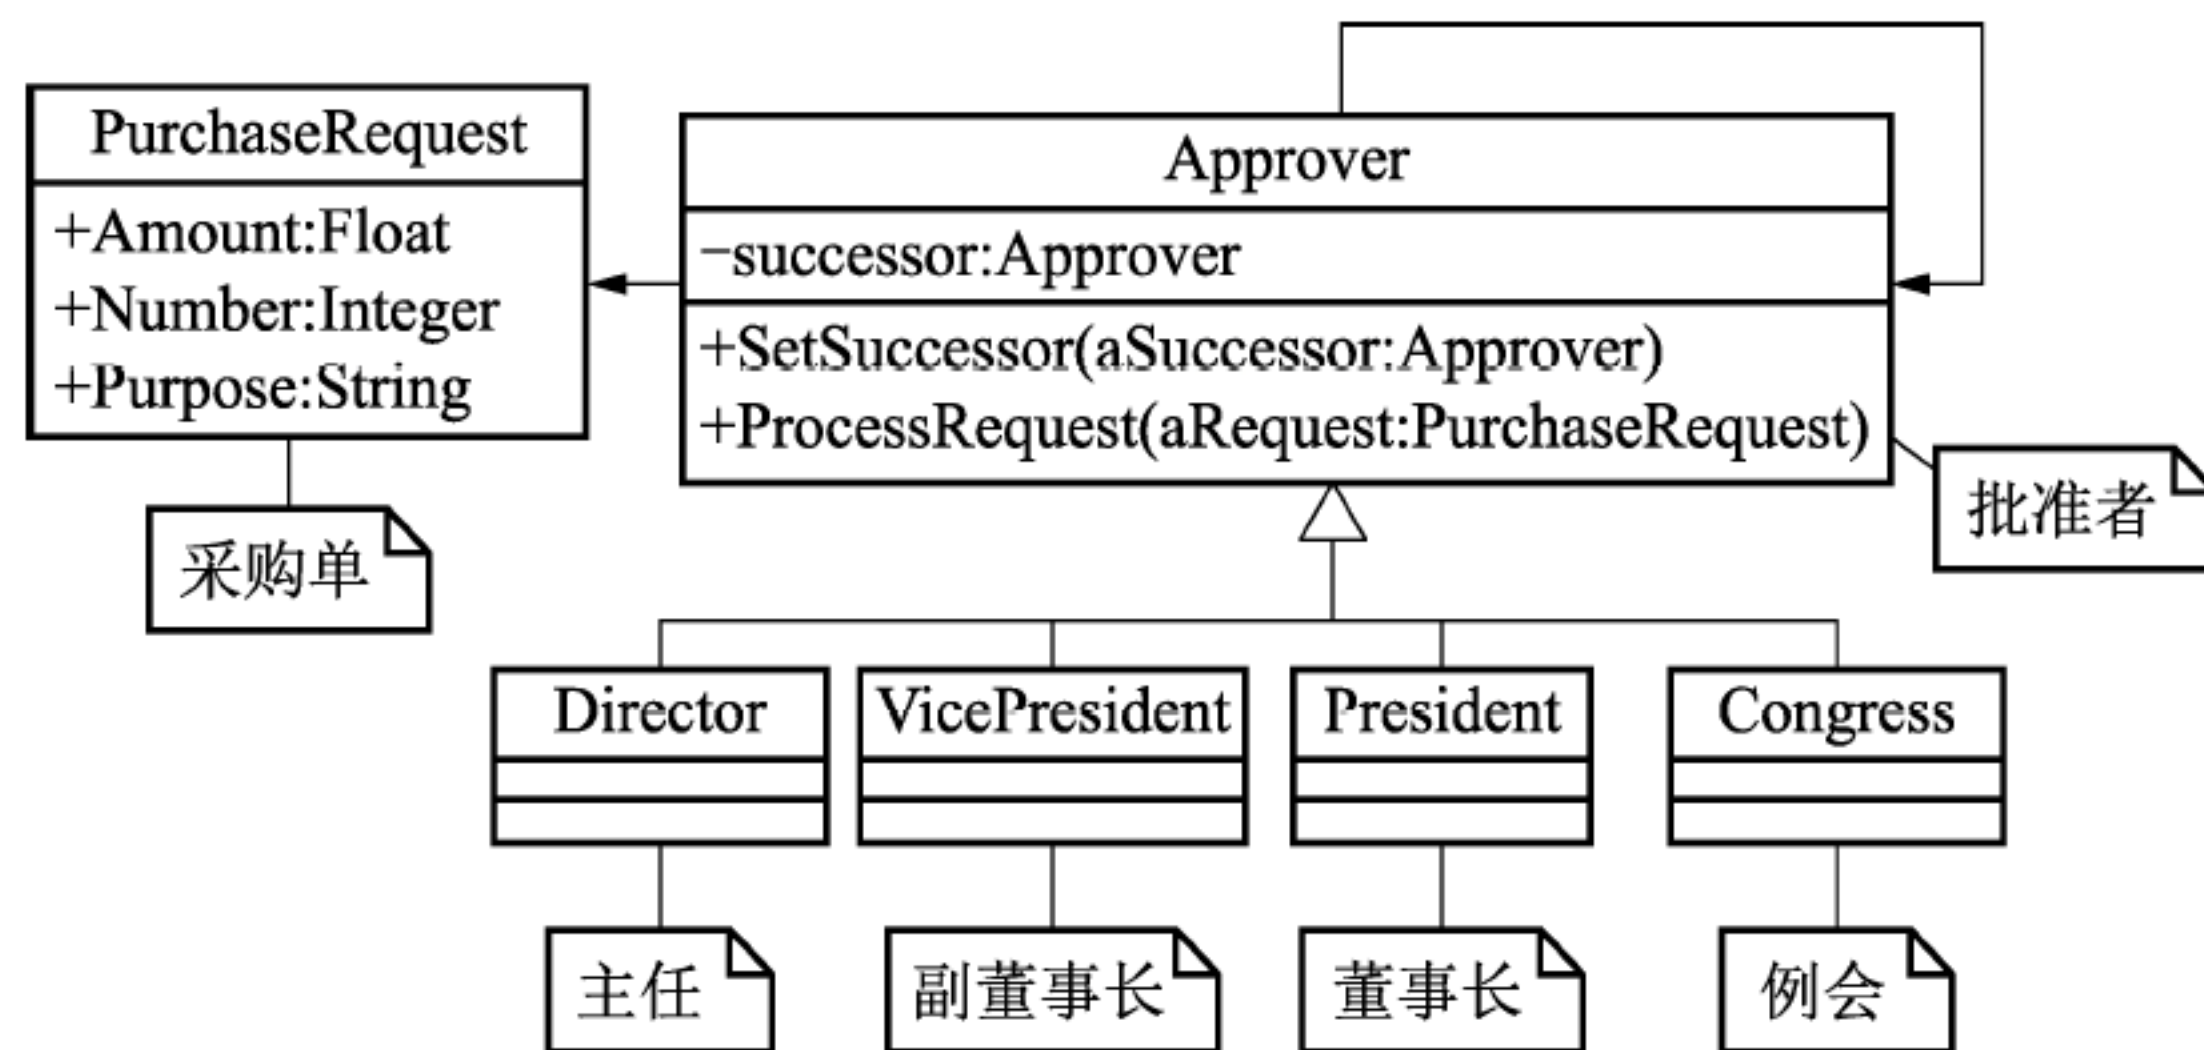 PurchaseRequest
+Amount:Float
+Number:Integer
+Purpose:String
采购单
Approver
−successor:Approver
+SetSuccessor(aSuccessor:Approver)
+ProcessRequest(aRequest:PurchaseRequest)
批准者
Director
VicePresident
President
Congress
主任
副董事长
董事长
例会